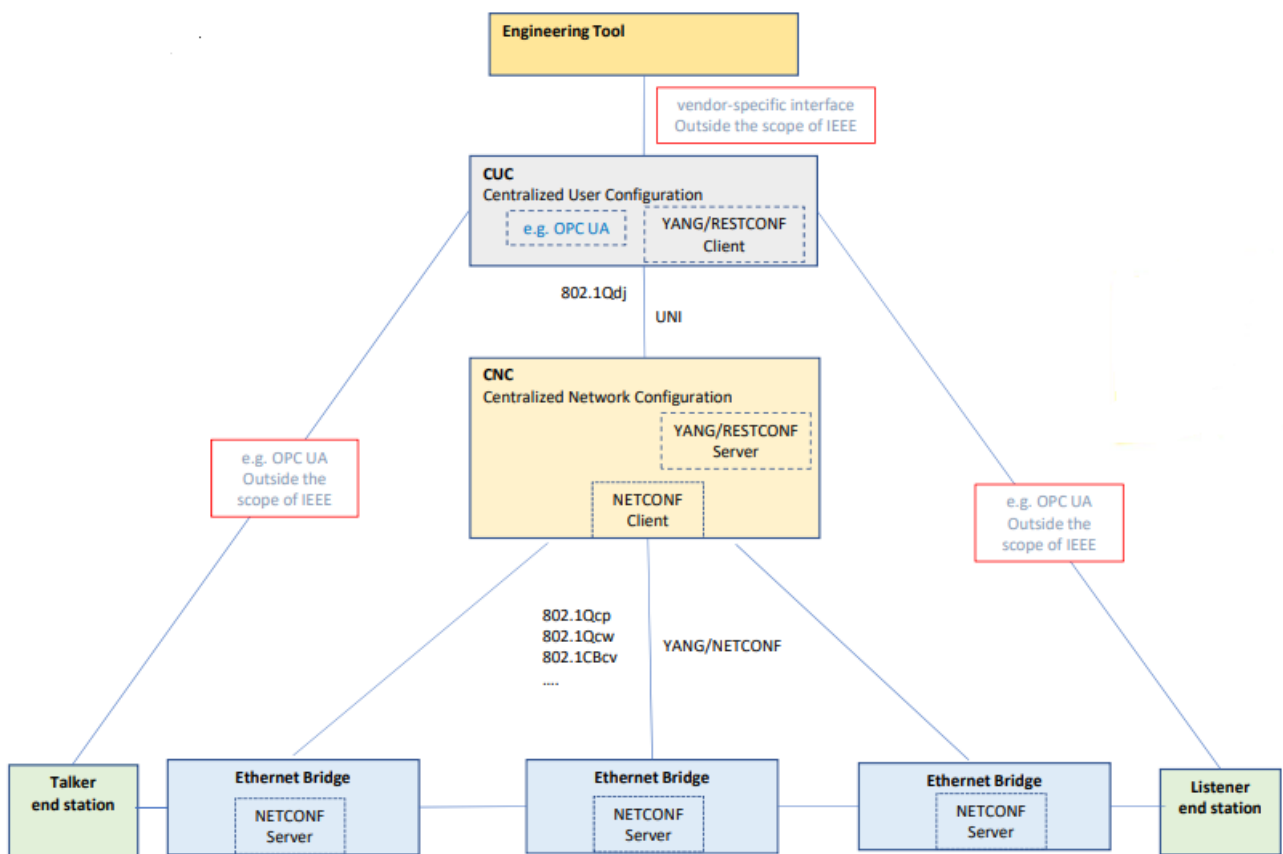 Engineering Tool
vendor-specific interface
Outside the scope of IEEE
CUC
Centralized User Configuration
e.g. OPC UA
YANG/RESTCONF
Client
802.1Qdj
UNI
CNC
Centralized Network Configuration
YANG/RESTCONF
Server
NETCONF
Client
e.g. OPC UA
Outside the
scope of IEEE
e.g. OPC UA
Outside the
scope of IEEE
802.1Qcp
802.1Qcw
802.1CBcv
.....
YANG/NETCONF
Talker
end station
Ethernet Bridge
NETCONF
Server
Ethernet Bridge
NETCONF
Server
Ethernet Bridge
NETCONF
Server
Listener
end station